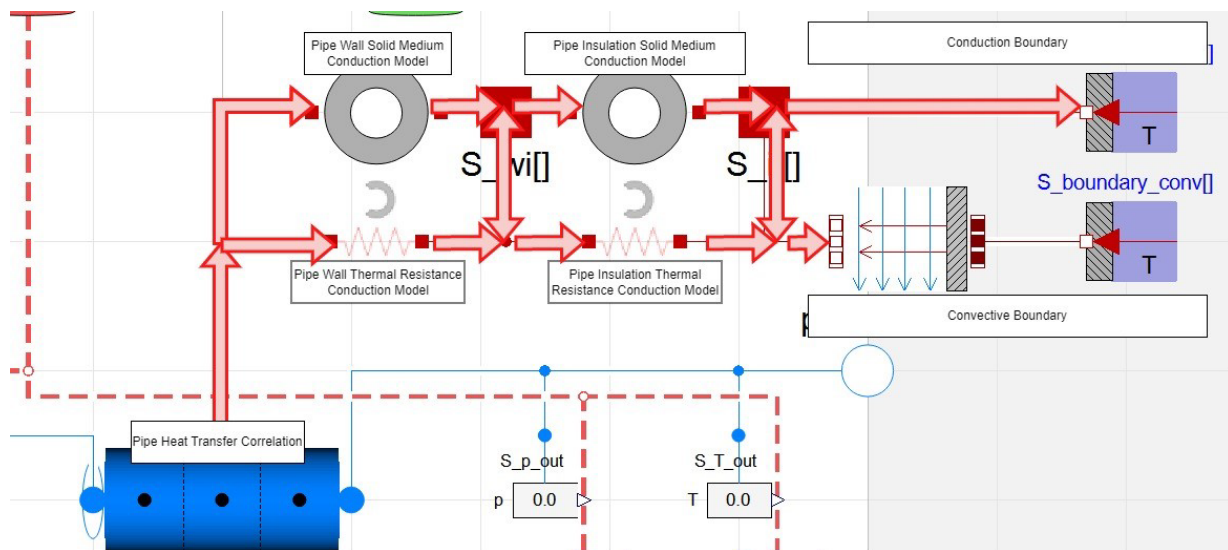 Pipe Wall Solid Medium
Conduction Model
Pipe Insulation Solid Medium
Conduction Model
Conduction Boundary
]
T
S_ vi[]
S_ []
S_boundary_conv[]
T
Pipe Wall Thermal Resistance
Conduction Model
Pipe Insulation Thermal
Resistance Conduction Model
Convective Boundary
Pipe Heat Transfer Correlation
S_p_out
p
0.0
S_T_out
T
0.0